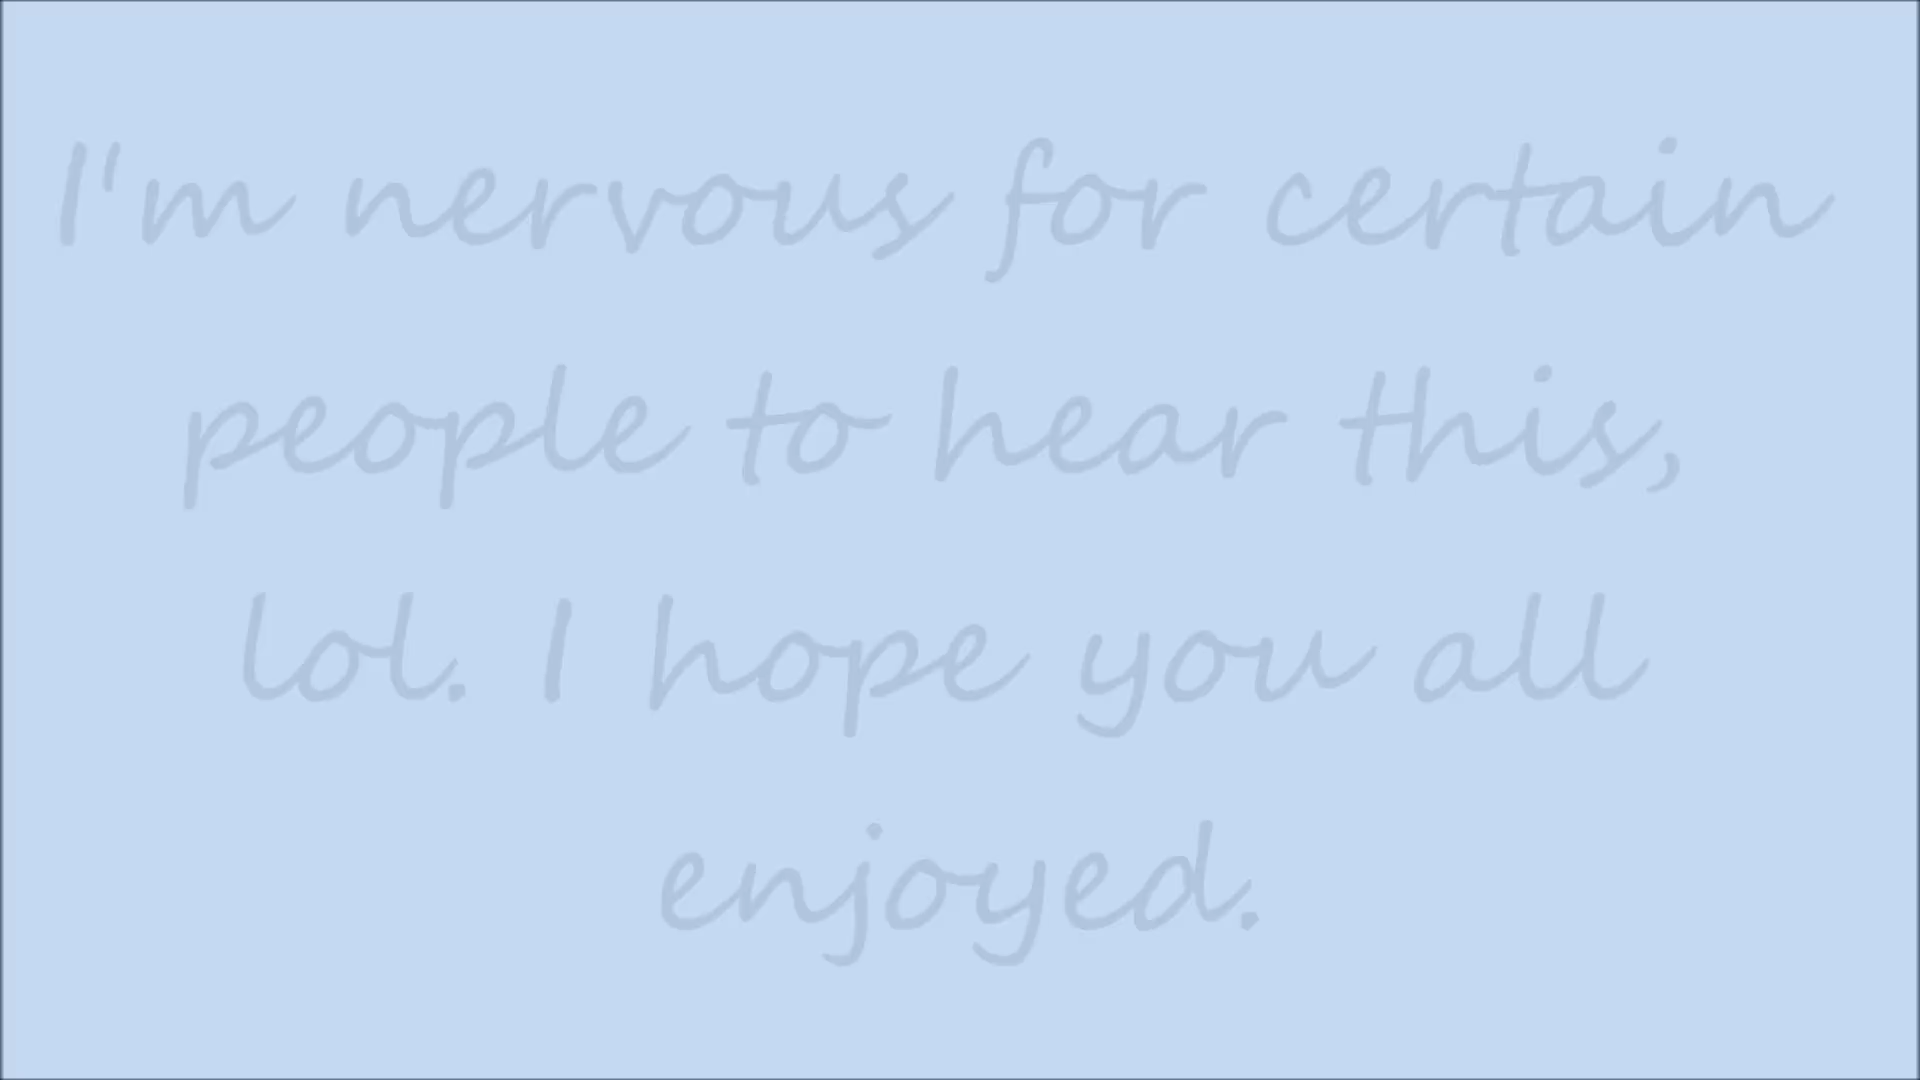 I'm nervous for certain
people to hear this,
lol. I hope you all
enjoyed.